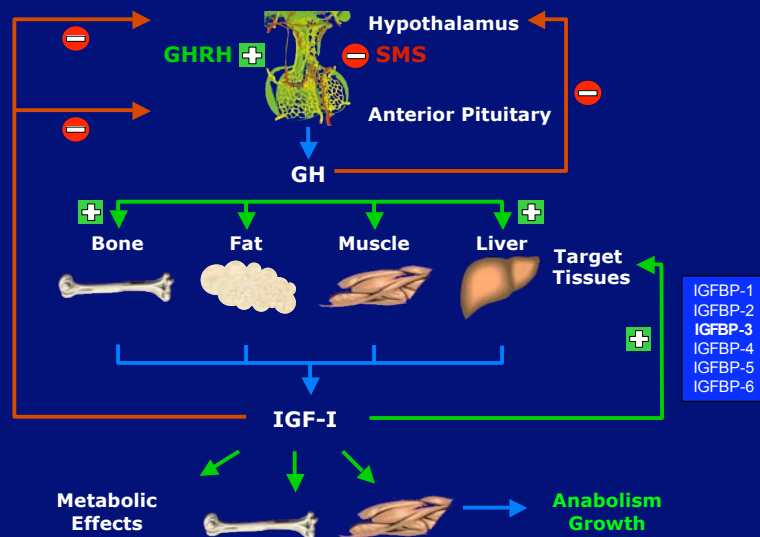 Hypothalamus
GHRH + − SMS
−
−
−
Anterior Pituitary
GH
+ +
Bone Fat Muscle Liver
Target
Tissues
IGFBP-1
IGFBP-2
IGFBP-3
IGFBP-4
IGFBP-5
IGFBP-6
+
IGF-I
Metabolic
Effects
Anabolism
Growth